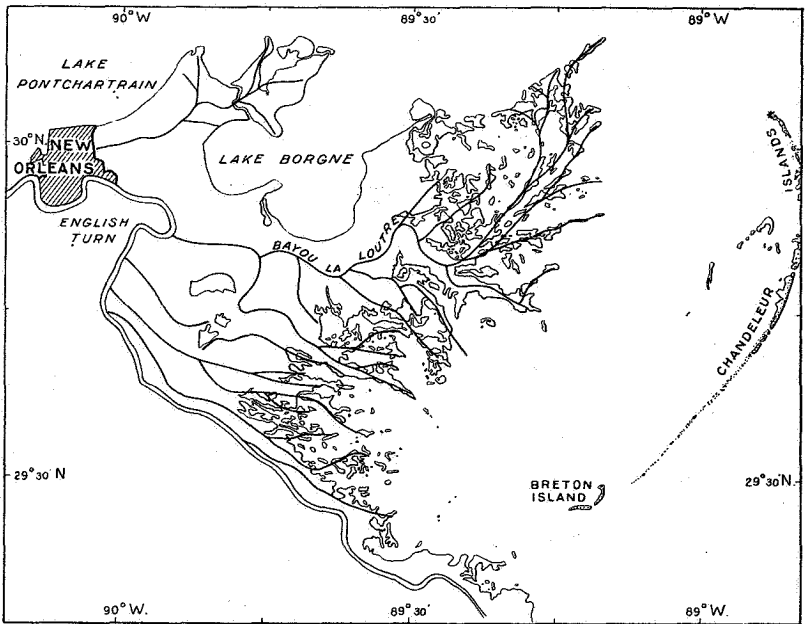 90° W
89° 30'
89° W
LAKE
PONTCHARTRAIN
30° N
NEW
ORLEANS
LAKE BORGNE
ISLANDS
ENGLISH
TURN
BAYOU LA LOUTRE
CHANDELEUR
29° 30' N
BRETON
ISLAND
29° 30' N.
90° W.
89° 30'
89° W.